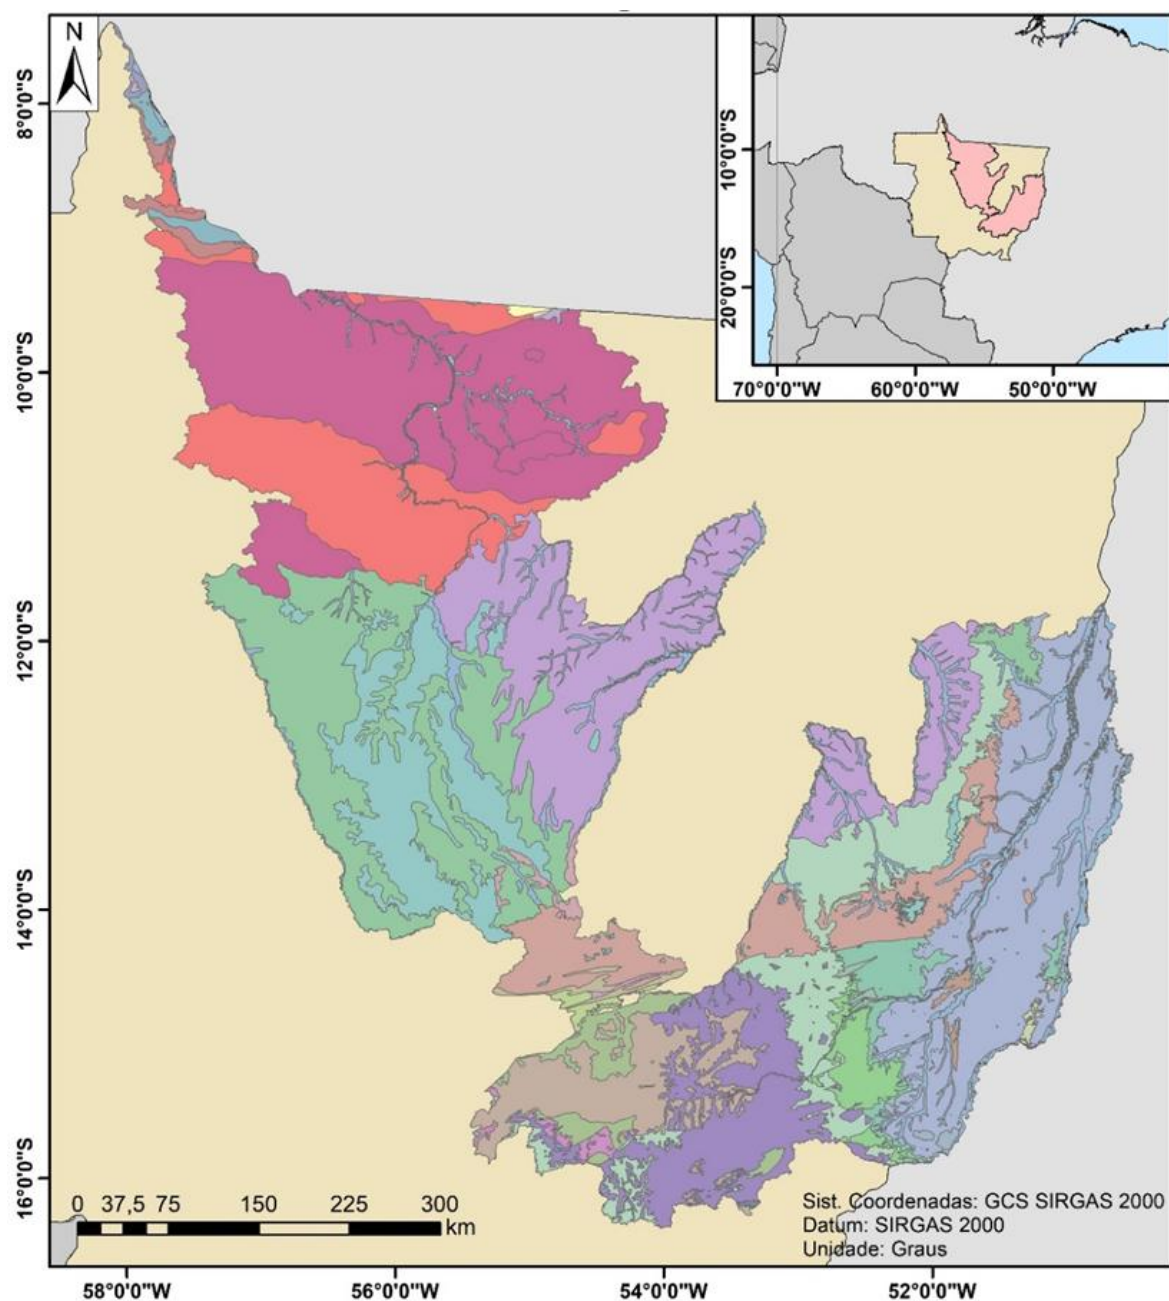 N
8°0'0"S
10°0'0"S
12°0'0"S
14°0'0"S
16°0'0"S
10°0'0"S
20°0'0"S
70°0'0"W 60°0'0"W 50°0'0"W
0 37,5 75 150 225 300
km
Sist. Coordenadas: GCS SIRGAS 2000
Datum: SIRGAS 2000
Unidade: Graus
58°0'0"W 56°0'0"W 54°0'0"W 52°0'0"W